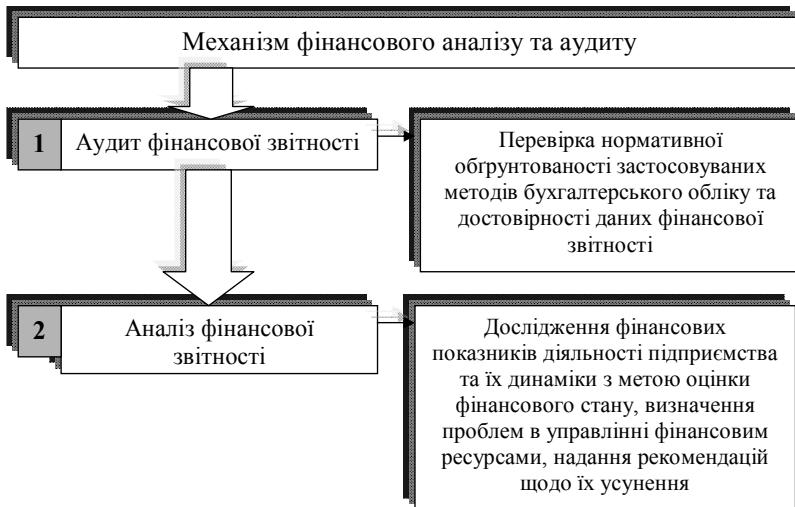 Механізм фінансового аналізу та аудиту
1
Аудит фінансової звітності
Перевірка нормативної
обґрунтованості застосовуваних
методів бухгалтерського обліку та
достовірності даних фінансової
звітності
2
Аналіз фінансової
звітності
Дослідження фінансових
показників діяльності підприємства
та їх динаміки з метою оцінки
фінансового стану, визначення
проблем в управлінні фінансовим
ресурсами, надання рекомендацій
щодо їх усунення